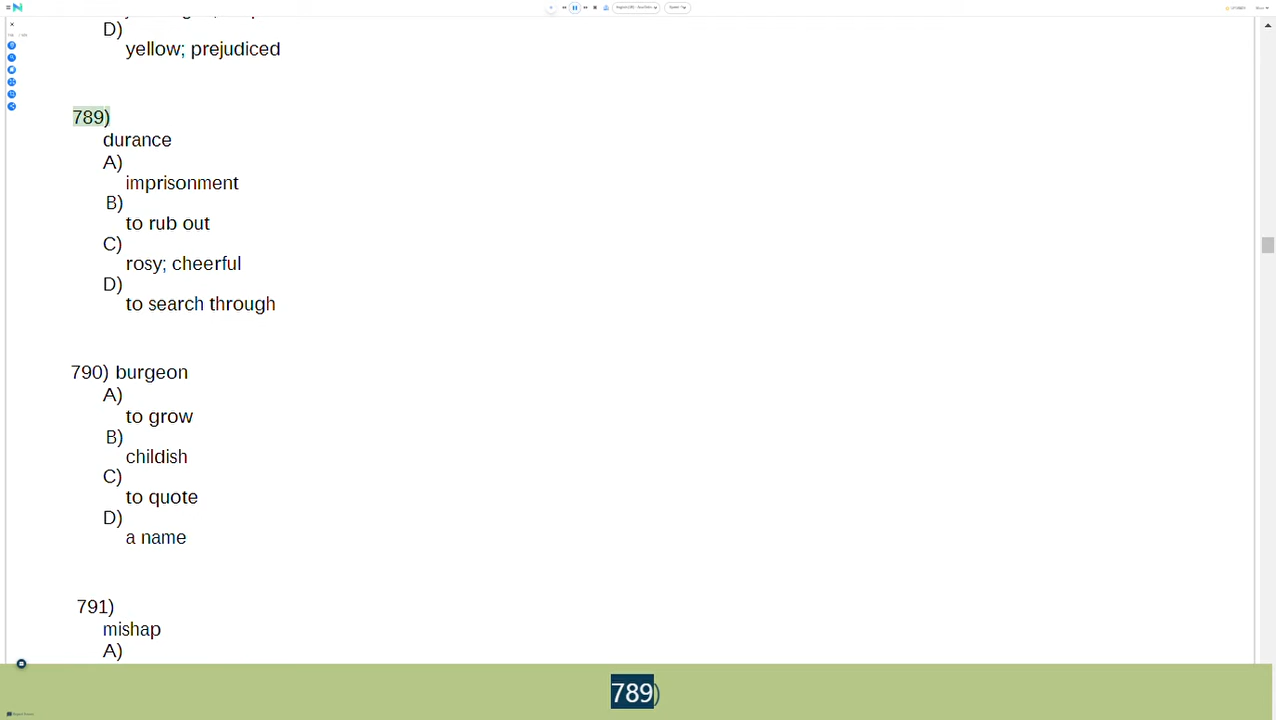 D)
yellow; prejudiced
789)
durance
A)
imprisonment
B)
to rub out
C)
rosy; cheerful
D)
to search through
790) burgeon
A)
to grow
B)
childish
C)
to quote
D)
a name
791)
mishap
A)
789)